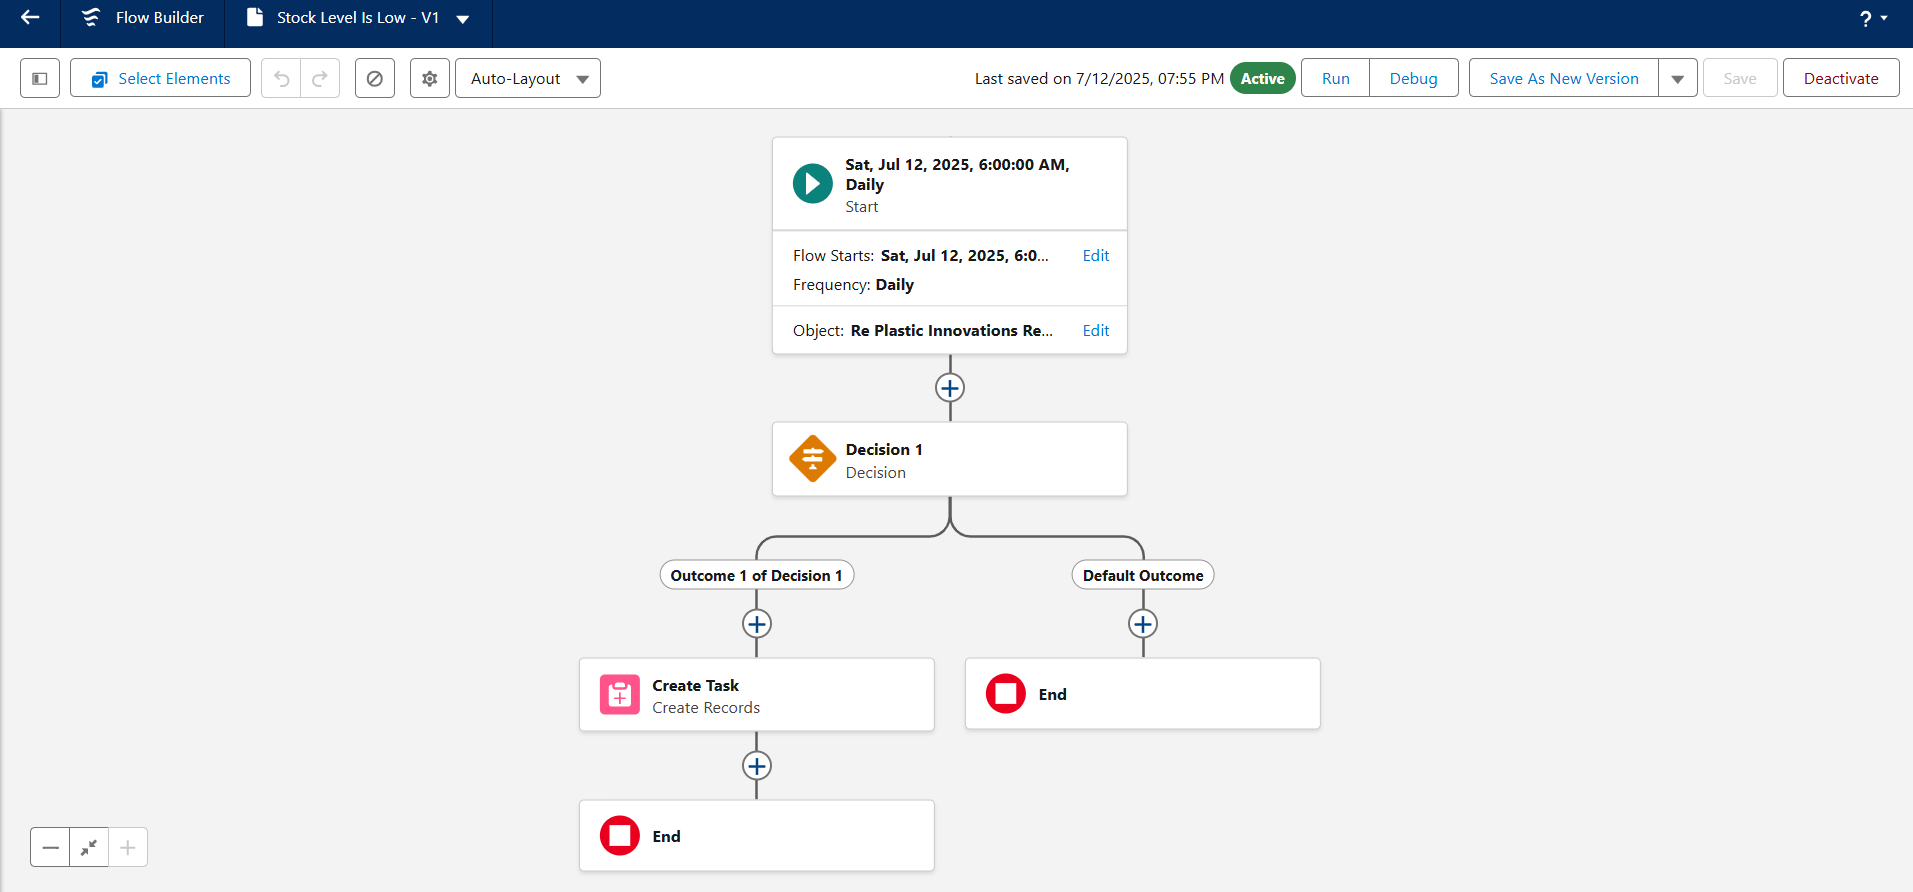 Flow Builder
Stock Level Is Low - V1
?
Select Elements
Auto-Layout
Last saved on 7/12/2025, 07:55 PM
Active
Run
Debug
Save As New Version
Save
Deactivate
Sat, Jul 12, 2025, 6:00:00 AM,
Daily
Start
Flow Starts: Sat, Jul 12, 2025, 6:0... Edit
Frequency: Daily
Object: Re Plastic Innovations Re... Edit
Decision 1
Decision
Outcome 1 of Decision 1
Default Outcome
Create Task
Create Records
End
End